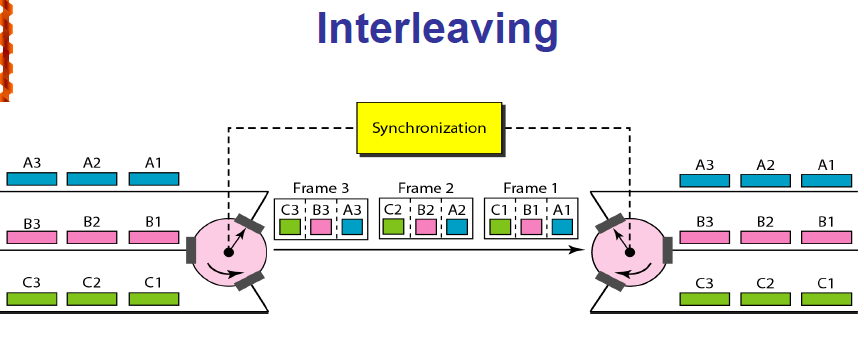 Interleaving
Synchronization
A3 A2 A1
B3 B2 B1
C3 C2 C1
Frame 3 Frame 2 Frame 1
C3 B3 A3 C2 B2 A2 C1 B1 A1
A3 A2 A1
B3 B2 B1
C3 C2 C1